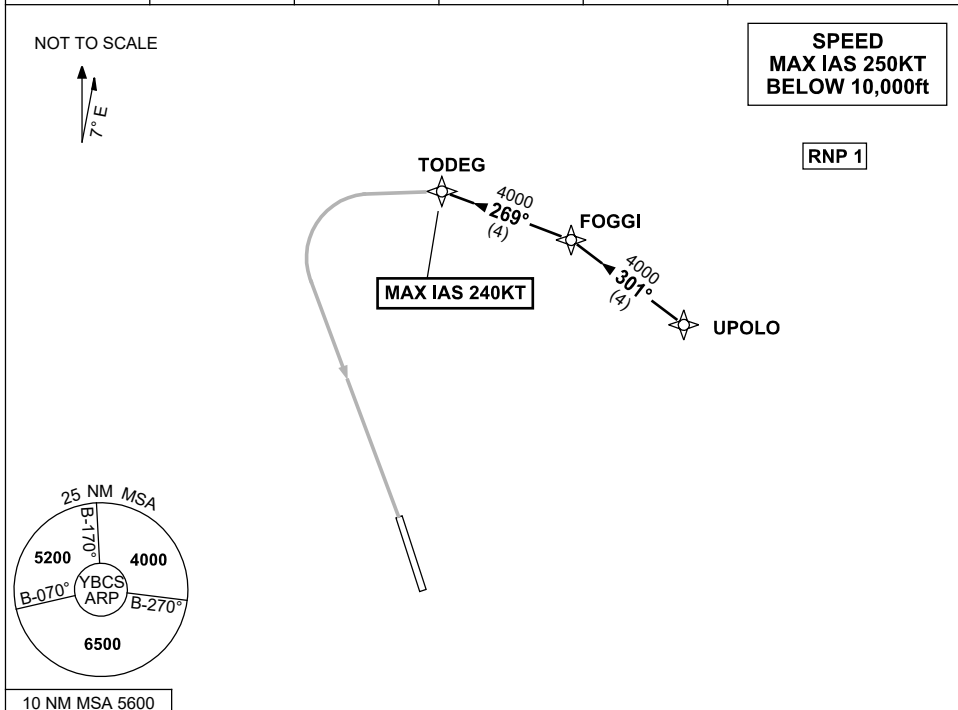 NOT TO SCALE
7° E
SPEED
MAX IAS 250KT
BELOW 10,000ft
RNP 1
TODEG
4000
269°
(4)
FOGGI
4000
301°
(4)
UPOLO
MAX IAS 240KT
25 NM MSA
B-170°
5200
4000
YBCS
ARP
B-070°
B-270°
6500
10 NM MSA 5600